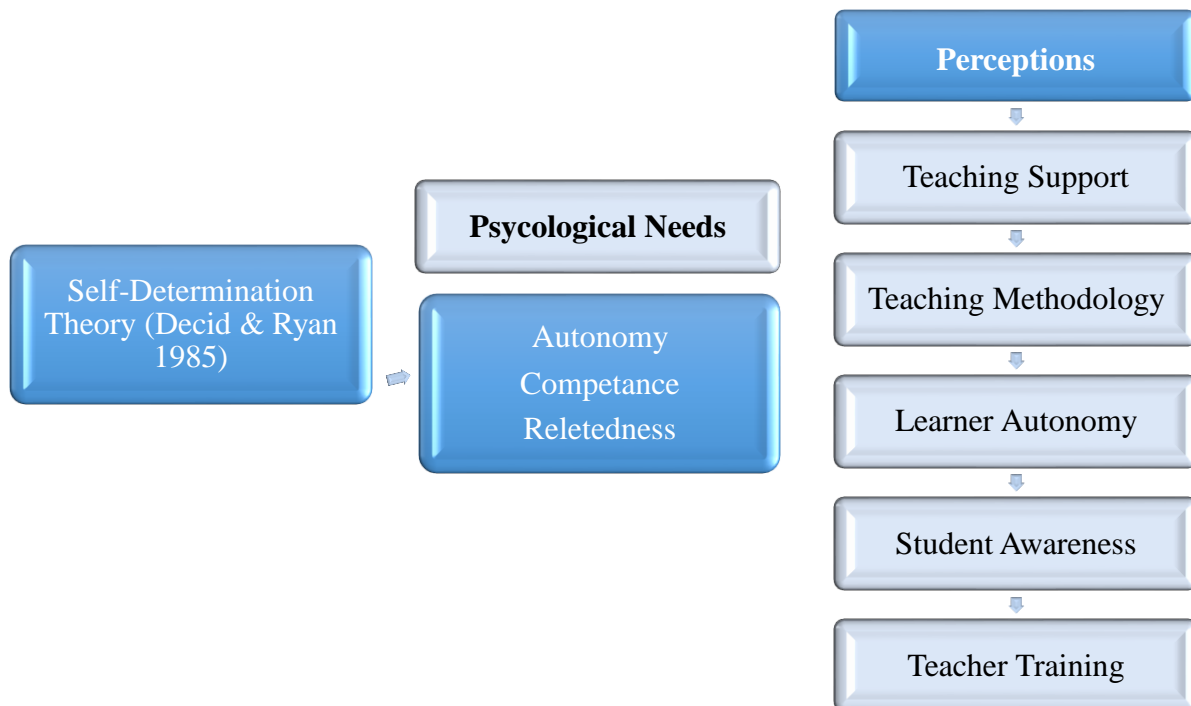 Self-Determination
Theory (Decid & Ryan
1985)
Psycological Needs
Autonomy
Competance
Reletedness
Perceptions
Teaching Support
Teaching Methodology
Learner Autonomy
Student Awareness
Teacher Training